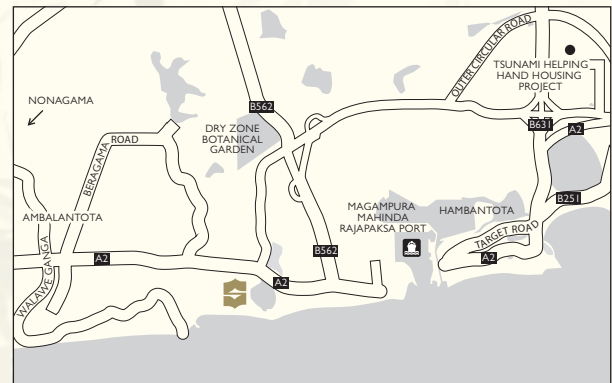 OUTER CIRCULAR ROAD
TSUNAMI HELPING
HAND HOUSING
PROJECT
NONAGAMA
B562
BERAGAMA ROAD
DRY ZONE
BOTANICAL
GARDEN
B631
A2
B251
AMBALANTOTA
MAGAMPURA
MAHINDA
RAJAPAKSA PORT
HAMBANTOTA
TARGET ROAD
WALAWE GANGA
A2
B562
A2
A2